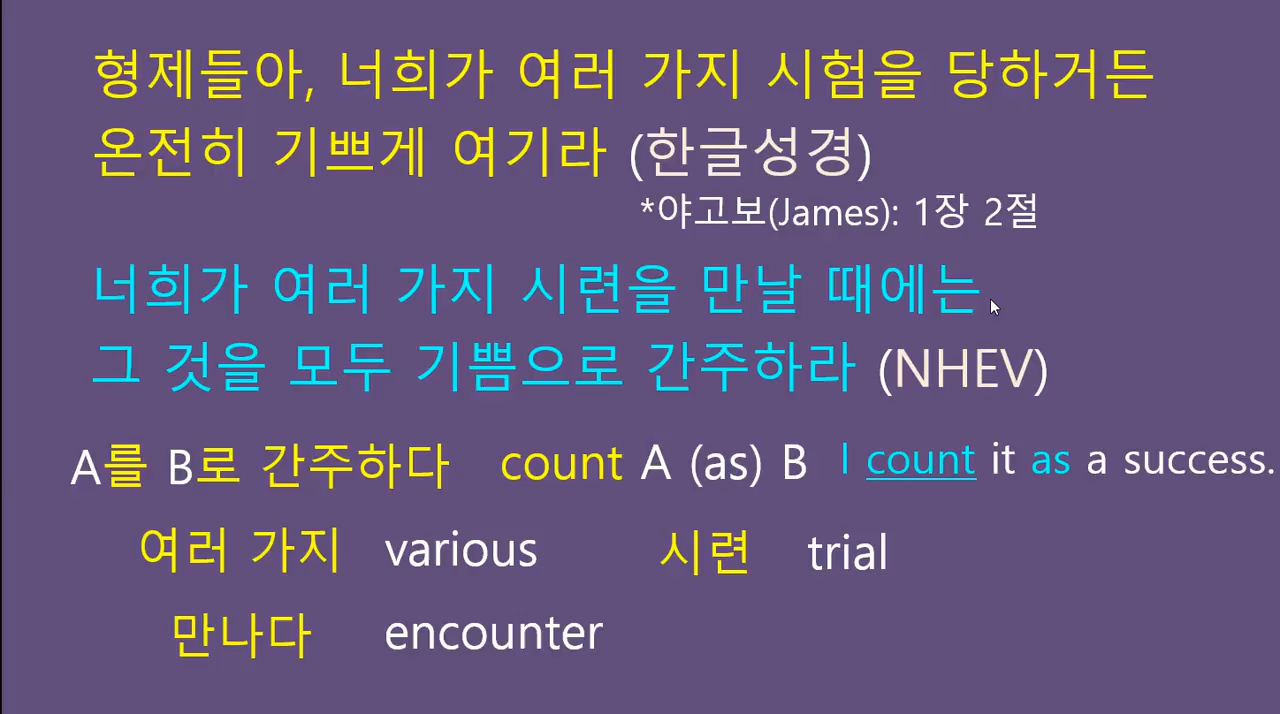 형제들아, 너희가 여러 가지 시험을 당하거든
온전히 기쁘게 여기라 (한글성경)
*야고보(James): 1장 2절
너희가 여러 가지 시련을 만날 때에는
그 것을 모두 기쁨으로 간주하라 (NHEV)
A를 B로 간주하다 count A (as) B I count it as a success.
여러 가지 various 시련 trial
만나다 encounter